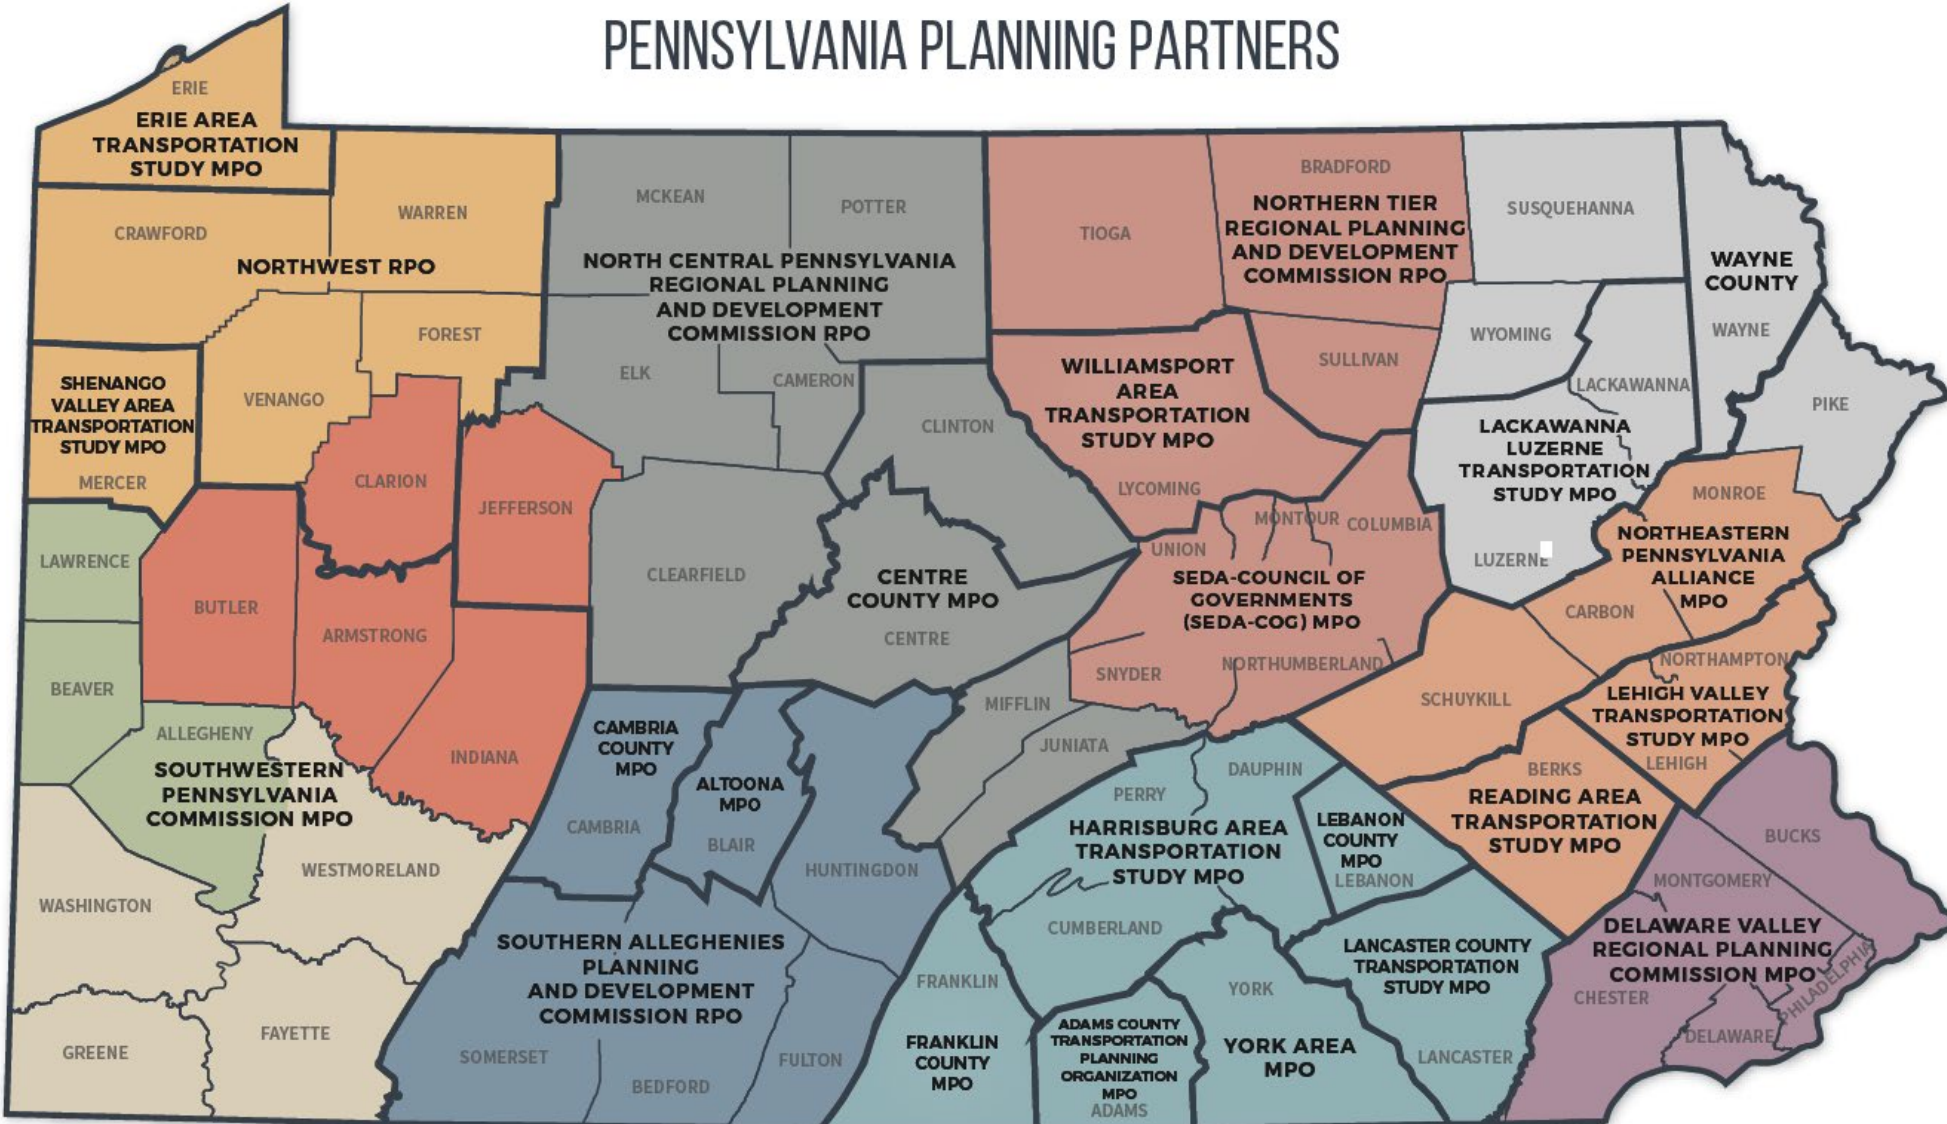 PENNSYLVANIA PLANNING PARTNERS
ERIE
ERIE AREA
TRANSPORTATION
STUDY MPO
CRAWFORD
WARREN
NORTHWEST RPO
FOREST
VENANGO
SHENANGO
VALLEY AREA
TRANSPORTATION
STUDY MPO
MERCER
MCKEAN
POTTER
NORTH CENTRAL PENNSYLVANIA
REGIONAL PLANNING
AND DEVELOPMENT
COMMISSION RPO
ELK
CAMERON
CLINTON
TIOGA
BRADFORD
NORTHERN TIER
REGIONAL PLANNING
AND DEVELOPMENT
COMMISSION RPO
SUSQUEHANNA
WAYNE
COUNTY
WAYNE
WYOMING
SULLIVAN
LACKAWANNA
PIKE
WILLIAMSPORT
AREA
TRANSPORTATION
STUDY MPO
LYCOMING
LACKAWANNA
LUZERNE
TRANSPORTATION
STUDY MPO
LUZERNE
MONROE
NORTHEASTERN
PENNSYLVANIA
ALLIANCE
MPO
CARBON
CLARION
JEFFERSON
LAWRENCE
BUTLER
ARMSTRONG
BEAVER
CLEARFIELD
CENTRE
COUNTY MPO
CENTRE
MONTOUR
COLUMBIA
UNION
SEDA-COUNCIL OF
GOVERNMENTS
(SEDA-COG) MPO
SNYDER
NORTHUMBERLAND
SCHUYKILL
NORTHAMPTON
LEHIGH VALLEY
TRANSPORTATION
STUDY MPO
LEHIGH
MIFFLIN
JUNIATA
ALLEGHENY
SOUTHWESTERN
PENNSYLVANIA
COMMISSION MPO
INDIANA
CAMBRIA
COUNTY
MPO
CAMBRIA
ALTOONA
MPO
BLAIR
HUNTINGDON
PERRY
DAUPHIN
HARRISBURG AREA
TRANSPORTATION
STUDY MPO
CUMBERLAND
LEBANON
COUNTY
MPO
LEBANON
BERKS
READING AREA
TRANSPORTATION
STUDY MPO
BUCKS
MONTGOMERY
DELAWARE VALLEY
REGIONAL PLANNING
COMMISSION MPO
PHILADELPHIA
CHESTER
DELAWARE
WASHINGTON
WESTMORELAND
GREENE
FAYETTE
SOUTHERN ALLEGHENIES
PLANNING
AND DEVELOPMENT
COMMISSION RPO
SOMERSET
BEDFORD
FULTON
FRANKLIN
FRANKLIN
COUNTY
MPO
ADAMS COUNTY
TRANSPORTATION
PLANNING
ORGANIZATION
MPO
ADAMS
YORK
YORK AREA
MPO
LANCASTER COUNTY
TRANSPORTATION
STUDY MPO
LANCASTER